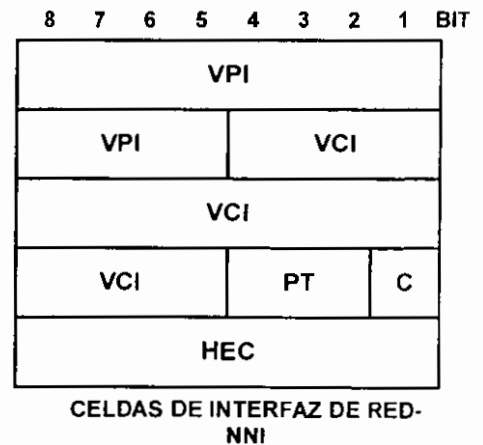 8 7 6 5 4 3 2 1 BIT
VPI
VPI VCI
VCI
VCI PT C
HEC
CELDAS DE INTERFAZ DE RED-
NNI